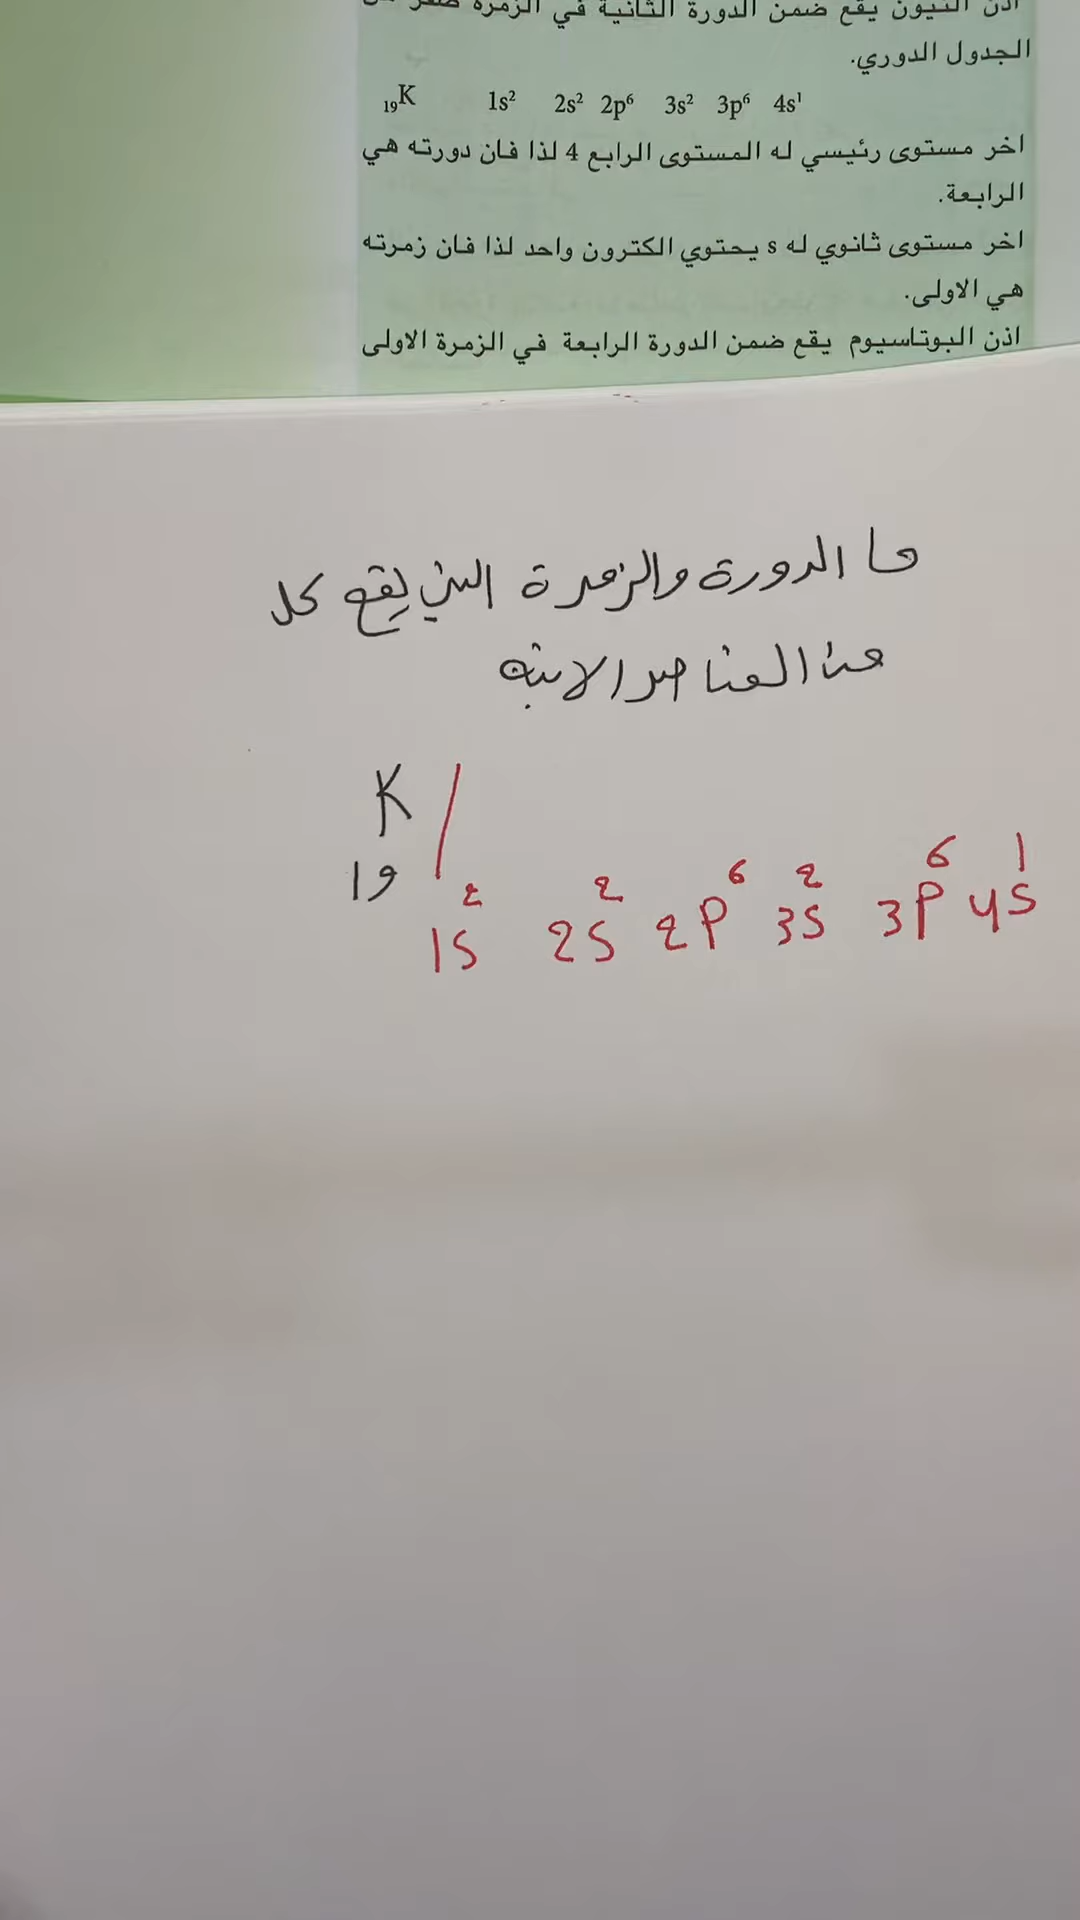 اذن النيون يقع ضمن الدورة الثانية في الزمرة صفر من
الجدول الدوري.
₁₉K 1s² 2s² 2p⁶ 3s² 3p⁶ 4s¹
اخر مستوى رئيسي له المستوى الرابع 4 لذا فان دورته هي
الرابعة.
اخر مستوى ثانوي له s يحتوي الكترون واحد لذا فان زمرته
هي الاولى.
اذن البوتاسيوم يقع ضمن الدورة الرابعة في الزمرة الاولى
ما الدورة والزمرة التي يقع كل
من العناصر الاتية
₁₉K / 1s² 2s² 2p⁶ 3s² 3p⁶ 4s¹